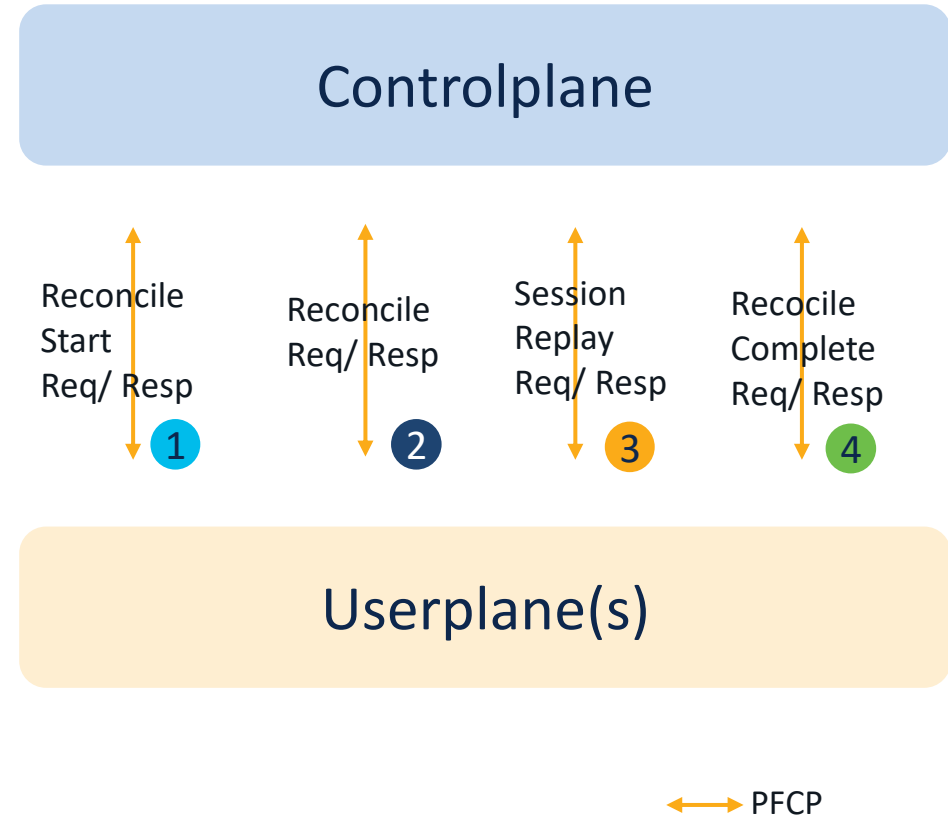 Controlplane
Reconcile
Start
Req/ Resp
1
Reconcile
Req/ Resp
2
Session
Replay
Req/ Resp
3
Recocile
Complete
Req/ Resp
4
Userplane(s)
PFCP